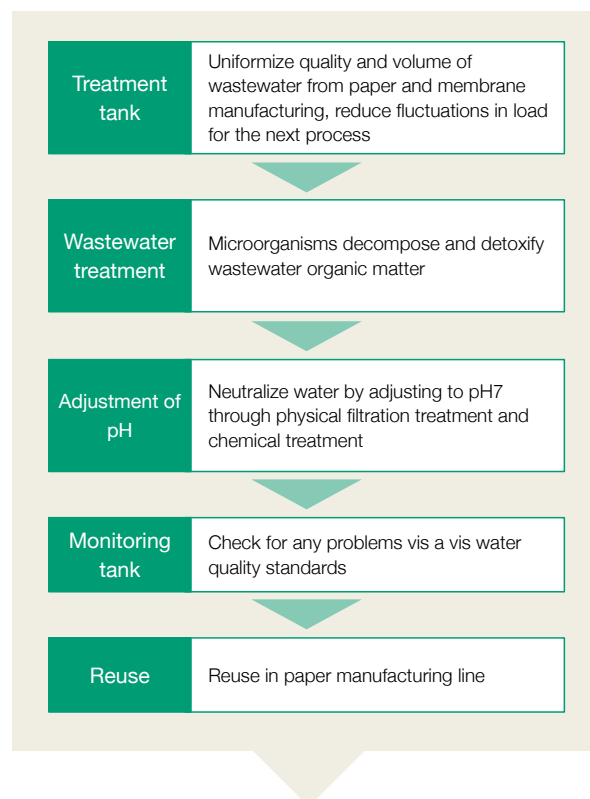 Treatment
tank
Uniformize quality and volume of
wastewater from paper and membrane
manufacturing, reduce fluctuations in load
for the next process
Wastewater
treatment
Microorganisms decompose and detoxify
wastewater organic matter
Adjustment of
pH
Neutralize water by adjusting to pH7
through physical filtration treatment and
chemical treatment
Monitoring
tank
Check for any problems vis a vis water
quality standards
Reuse
Reuse in paper manufacturing line